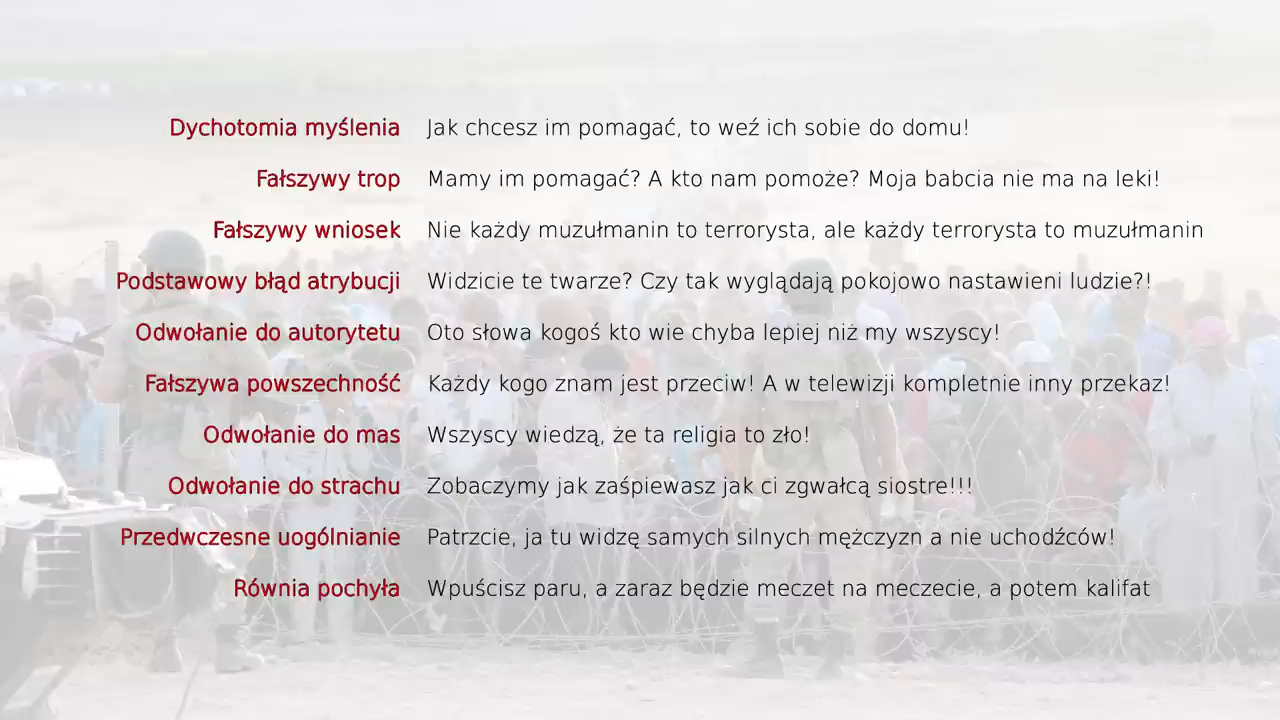 Dychotomia myślenia Jak chcesz im pomagać, to weź ich sobie do domu!
Fałszywy trop Mamy im pomagać? A kto nam pomoże? Moja babcia nie ma na leki!
Fałszywy wniosek Nie każdy muzułmanin to terrorysta, ale każdy terrorysta to muzułmanin
Podstawowy błąd atrybucji Widzicie te twarze? Czy tak wyglądają pokojowo nastawieni ludzie?!
Odwołanie do autorytetu Oto słowa kogoś kto wie chyba lepiej niż my wszyscy!
Fałszywa powszechność Każdy kogo znam jest przeciw! A w telewizji kompletnie inny przekaz!
Odwołanie do mas Wszyscy wiedzą, że ta religia to zło!
Odwołanie do strachu Zobaczymy jak zaśpiewasz jak ci zgwałcą siostre!!!
Przedwczesne uogólnianie Patrzcie, ja tu widzę samych silnych mężczyzn a nie uchodźców!
Równia pochyła Wpuścisz paru, a zaraz będzie meczet na meczecie, a potem kalifat